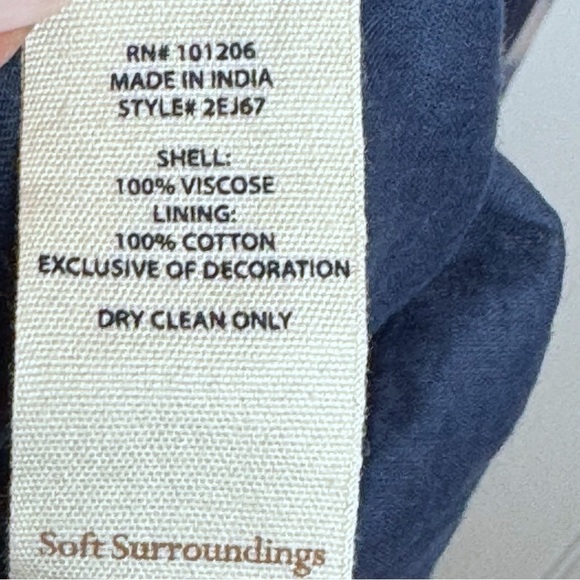 RN# 101206
MADE IN INDIA
STYLE# 2EJ67
SHELL:
100% VISCOSE
LINING:
100% COTTON
EXCLUSIVE OF DECORATION
DRY CLEAN ONLY
Soft Surroundings